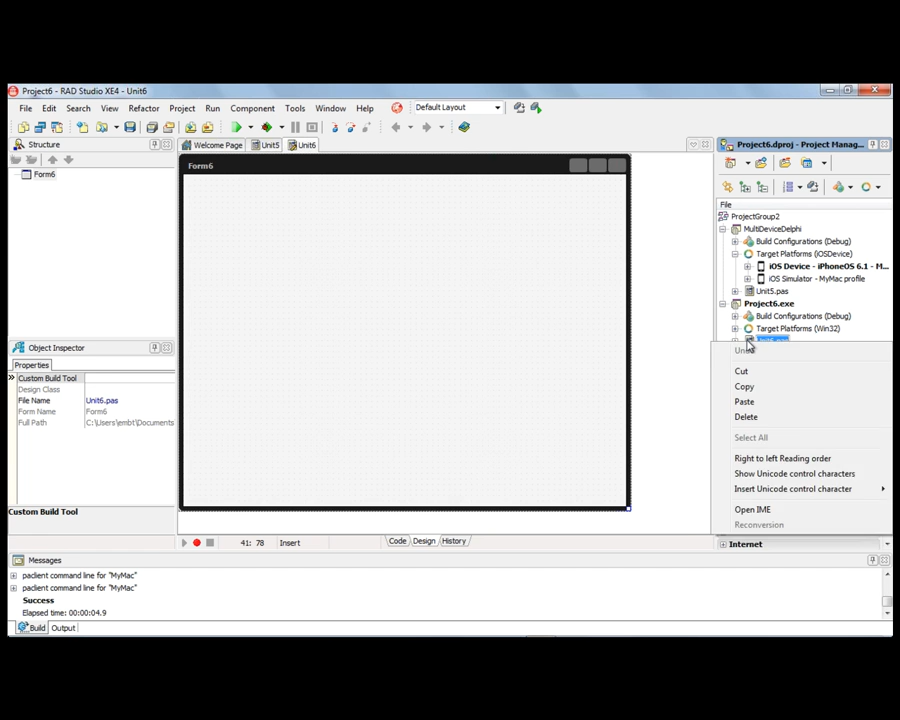 Project6 - RAD Studio XE4 - Unit6
File Edit Search View Refactor Project Run Component Tools Window Help
Default Layout
Structure
Form6
Welcome Page Unit5 Unit6
Form6
Project6.dproj - Project Manag...
File
ProjectGroup2
MultiDeviceDelphi
Build Configurations (Debug)
Target Platforms (iOSDevice)
iOS Device - iPhoneOS 6.1 - M...
iOS Simulator - MyMac profile
Unit5.pas
Project6.exe
Build Configurations (Debug)
Target Platforms (Win32)
Cut
Copy
Paste
Delete
Select All
Right to left Reading order
Show Unicode control characters
Insert Unicode control character
Open IME
Reconversion
Internet
Object Inspector
Properties
Custom Build Tool
Design Class
File Name Unit6.pas
Form Name Form6
Full Path C:\Users\embt\Documents
Custom Build Tool
41: 78 Insert Code Design History
Messages
paclient command line for "MyMac"
paclient command line for "MyMac"
Success
Elapsed time: 00:00:04.9
Build Output